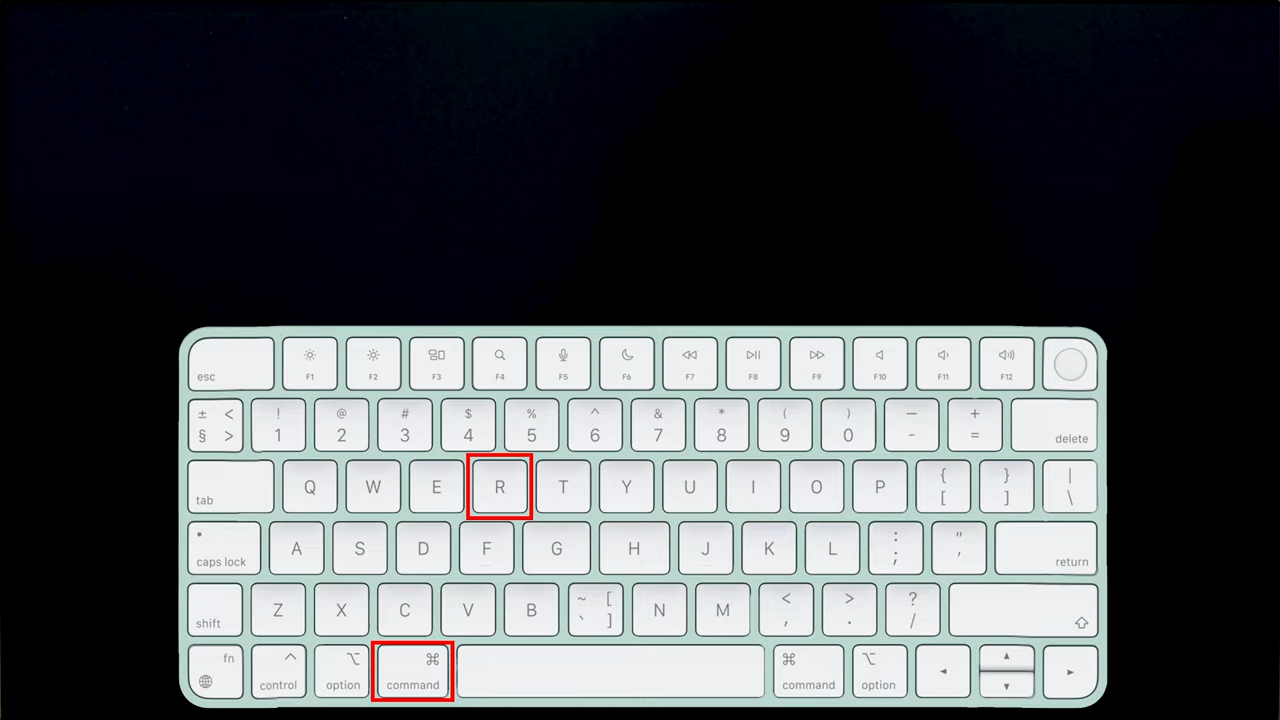 esc F1 F2 F3 F4 F5 F6 F7 F8 F9 F10 F11 F12
± < ! @ # $ % ^ & * ( ) — +
§ > 1 2 3 4 5 6 7 8 9 0 - = delete
tab Q W E R T Y U I O P { [ } ] | \
caps lock A S D F G H J K L : ; " ' return
shift Z X C V B ~ ` [ ] N M < , > . ? /
fn ^ control ⌥ option ⌘ command ⌘ command ⌥ option ◄ ▲ ▼ ►